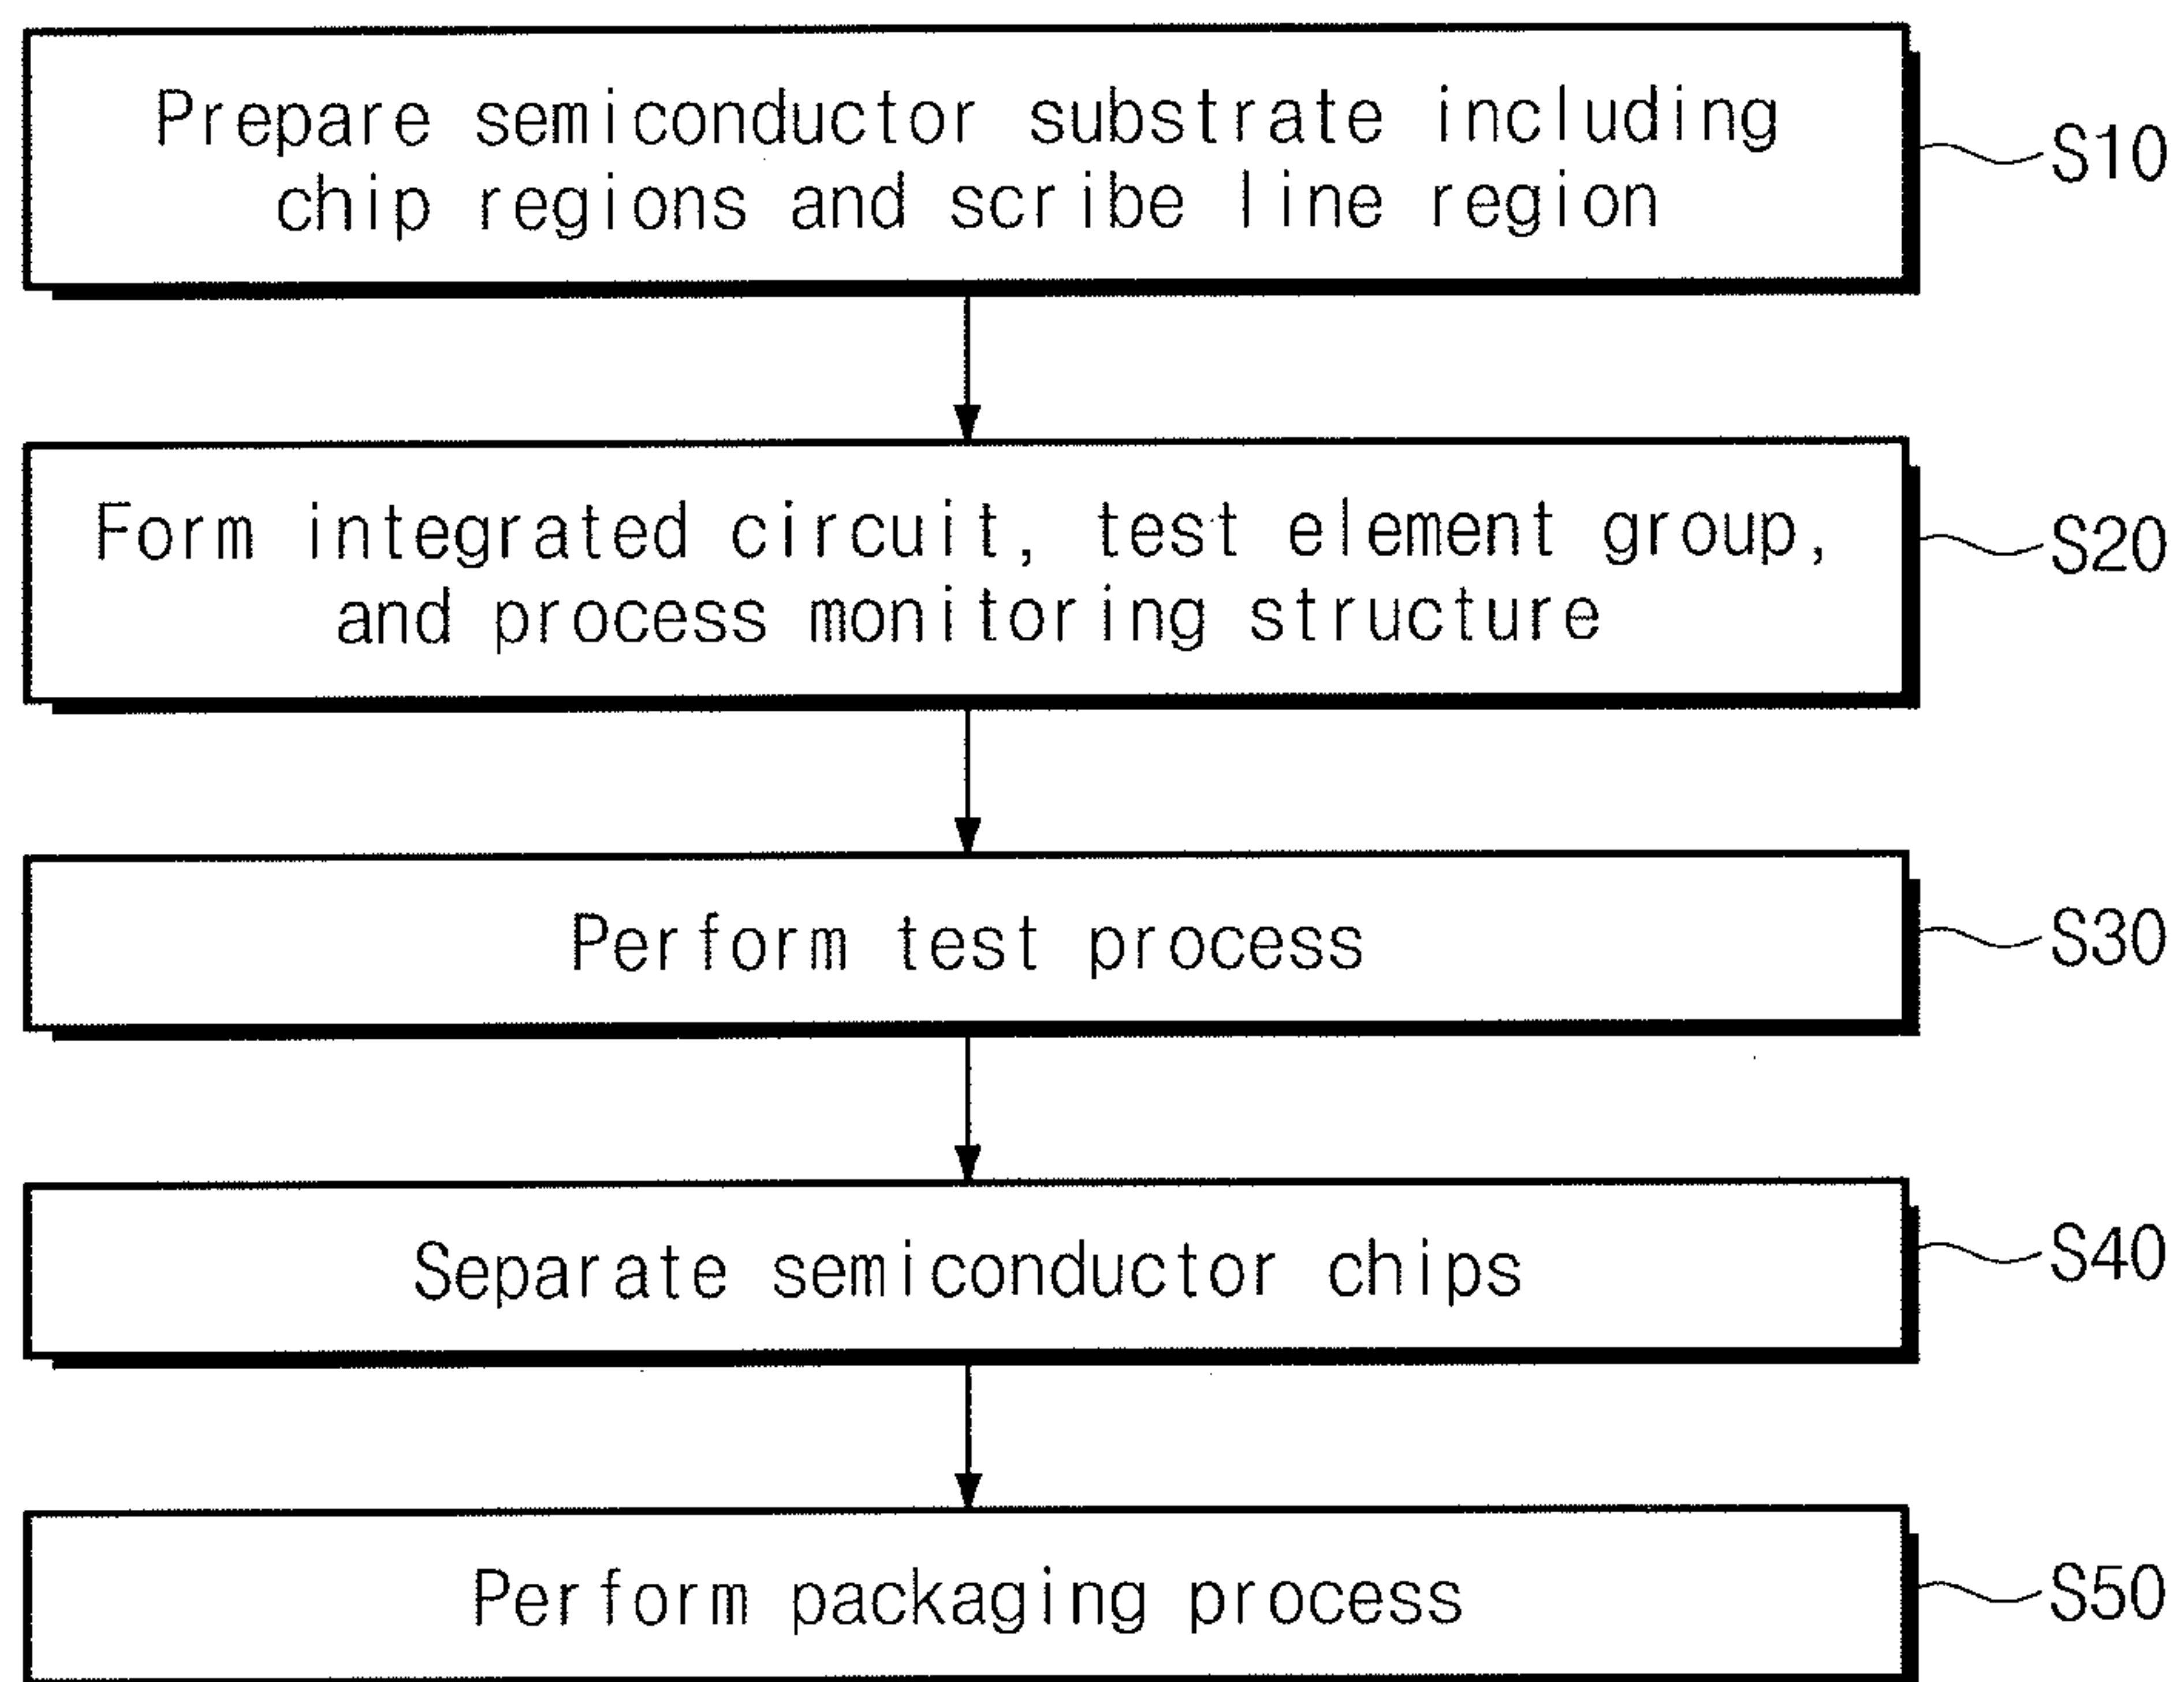 Prepare semiconductor substrate including
chip regions and scribe line region
S10
Form integrated circuit, test element group,
and process monitoring structure
S20
Perform test process
S30
Separate semiconductor chips
S40
Perform packaging process
S50